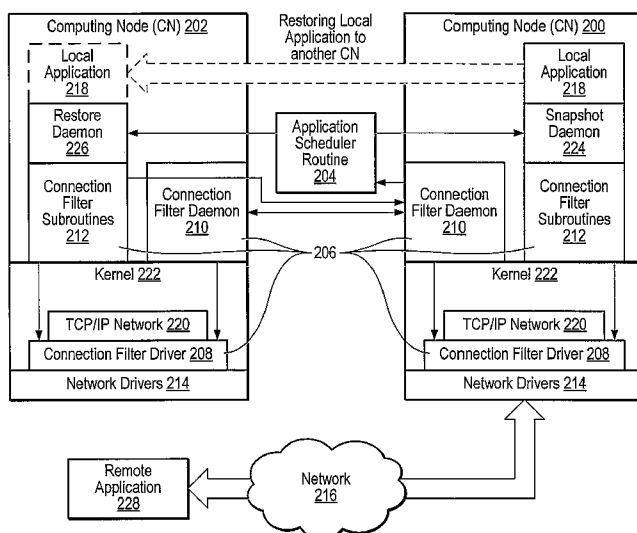 Computing Node (CN) 202
Restoring Local
Application to
another CN
Computing Node (CN) 200
Local
Application
218
Local
Application
218
Restore
Daemon
226
Application
Scheduler
Routine
204
Snapshot
Daemon
224
Connection
Filter
Subroutines
212
Connection
Filter Daemon
210
Connection
Filter Daemon
210
Connection
Filter
Subroutines
212
206
Kernel 222
Kernel 222
TCP/IP Network 220
TCP/IP Network 220
Connection Filter Driver 208
Connection Filter Driver 208
Network Drivers 214
Network Drivers 214
Remote
Application
228
Network
216